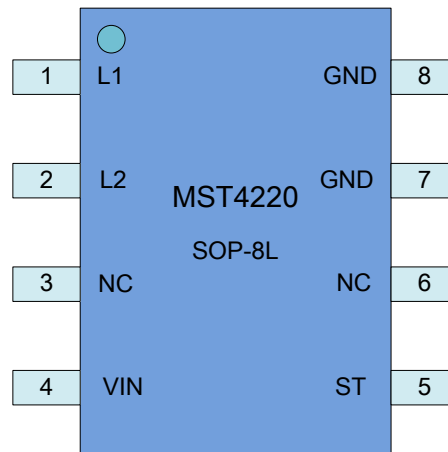 1 L1 GND 8
2 L2 GND 7
MST4220
SOP-8L
3 NC NC 6
4 VIN ST 5